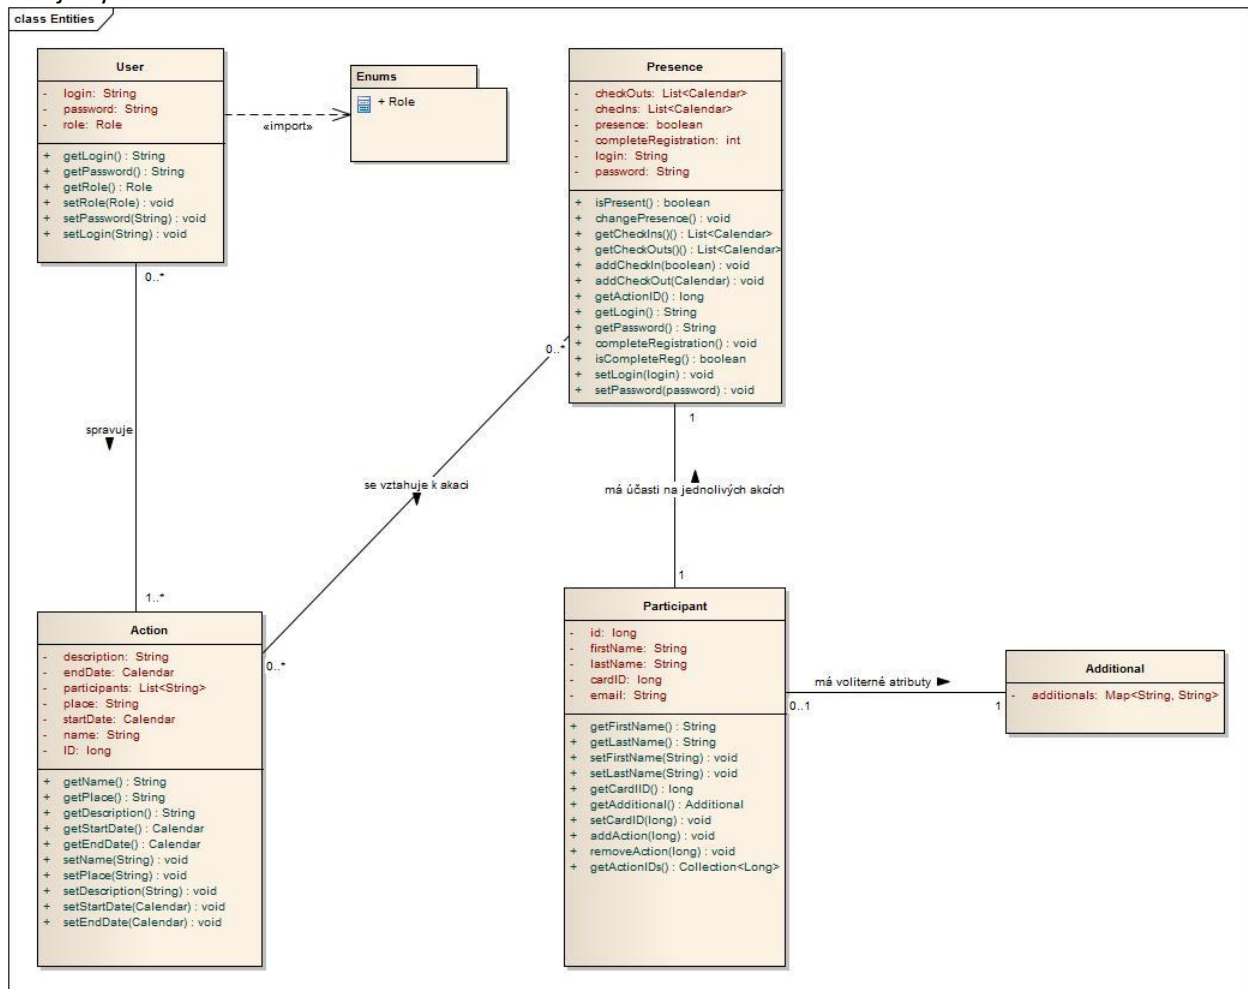 class Entities
User
- login: String
- password: String
- role: Role
+ getLogin() : String
+ getPassword() : String
+ getRole() : Role
+ setRole(Role) : void
+ setPassword(String) : void
+ setLogin(String) : void
«import»
Enums
+ Role
Presence
- checkOuts: List<Calendar>
- checIns: List<Calendar>
- presence: boolean
- completeRegistration: int
- login: String
- password: String
+ isPresent() : boolean
+ changePresence() : void
+ getCheckIns()() : List<Calendar>
+ getCheckOuts()() : List<Calendar>
+ addCheckIn(boolean) : void
+ addCheckOut(Calendar) : void
+ getActionID() : long
+ getLogin() : String
+ getPassword() : String
+ completeRegistration() : void
+ isCompleteReg() : boolean
+ setLogin(login) : void
+ setPassword(password) : void
0..*
spravuje
1..*
0..*
se vztahuje k akaci
0..*
1
má účasti na jednolivých akcích
1
Action
- description: String
- endDate: Calendar
- participants: List<String>
- place: String
- startDate: Calendar
- name: String
- ID: long
+ getName() : String
+ getPlace() : String
+ getDescription() : String
+ getStartDate() : Calendar
+ getEndDate() : Calendar
+ setName(String) : void
+ setPlace(String) : void
+ setDescription(String) : void
+ setStartDate(Calendar) : void
+ setEndDate(Calendar) : void
Participant
- id: long
- firstName: String
- lastName: String
- cardID: long
- email: String
+ getFirstName() : String
+ getLastName() : String
+ setFirstName(String) : void
+ setLastName(String) : void
+ getCardIID() : long
+ getAdditional() : Additional
+ setCardID(long) : void
+ addAction(long) : void
+ removeAction(long) : void
+ getActionIDs() : Collection<Long>
má voliterné atributy
0..1
1
Additional
- additionals: Map<String, String>